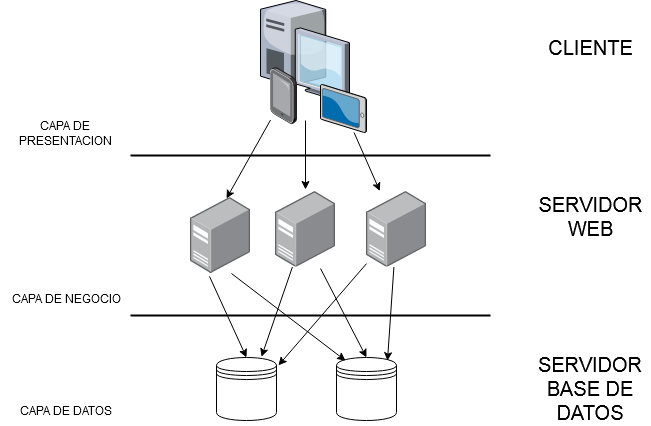 CLIENTE
CAPA DE
PRESENTACION
SERVIDOR
WEB
CAPA DE NEGOCIO
SERVIDOR
BASE DE
DATOS
CAPA DE DATOS